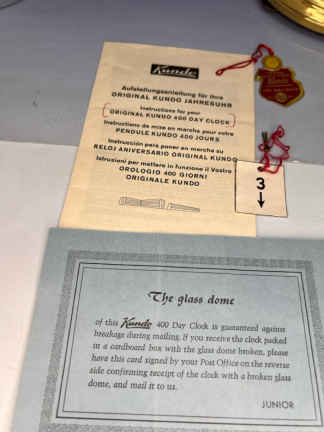 Kundo
Aufstellungsanleitung für Ihre
ORIGINAL KUNDO JAHRESUHR
Instructions for your
ORIGINAL KUNDO 400 DAY CLOCK
Instructions de mise en marche pour votre
PENDULE KUNDO 400 JOURS
Instrucción para poner en marcha su
RELOJ ANIVERSARIO ORIGINAL KUNDO
Istruzioni per mettere in funzione il Vostro
OROLOGIO 400 GIORNI
ORIGINALE KUNDO
3
The glass dome
of this Kundo 400 Day Clock is guaranteed against
breakage during mailing. If you receive the clock packed
in a cardboard box with the glass dome broken, please
have this card signed by your Post Office on the reverse
side confirming receipt of the clock with a broken glass
dome, and mail it to us.
JUNIOR